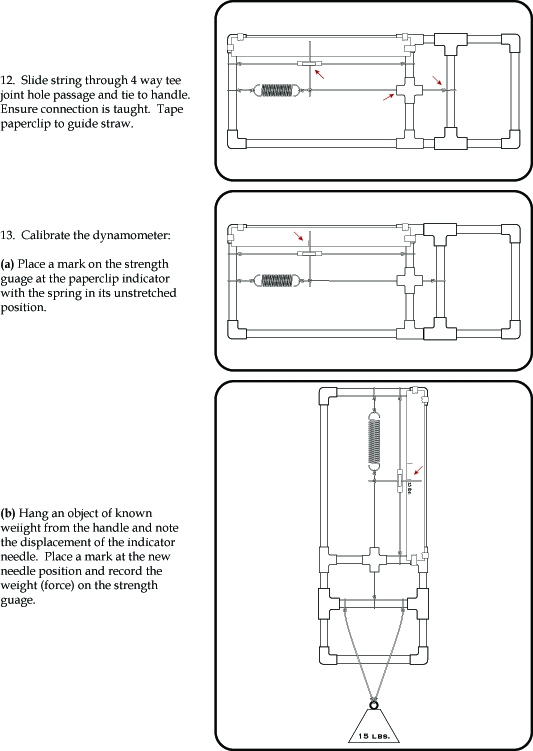 12.  Slide string through 4 way tee
joint hole passage and tie to handle.
Ensure connection is taught.  Tape
paperclip to guide straw.
13.  Calibrate the dynamometer:
(a) Place a mark on the strength
guage at the paperclip indicator
with the spring in its unstretched
position.
(b) Hang an object of known
weiight from the handle and note
the displacement of the indicator
needle.  Place a mark at the new
needle position and record the
weight (force) on the strength
guage.
15 lbs
15 LBS.